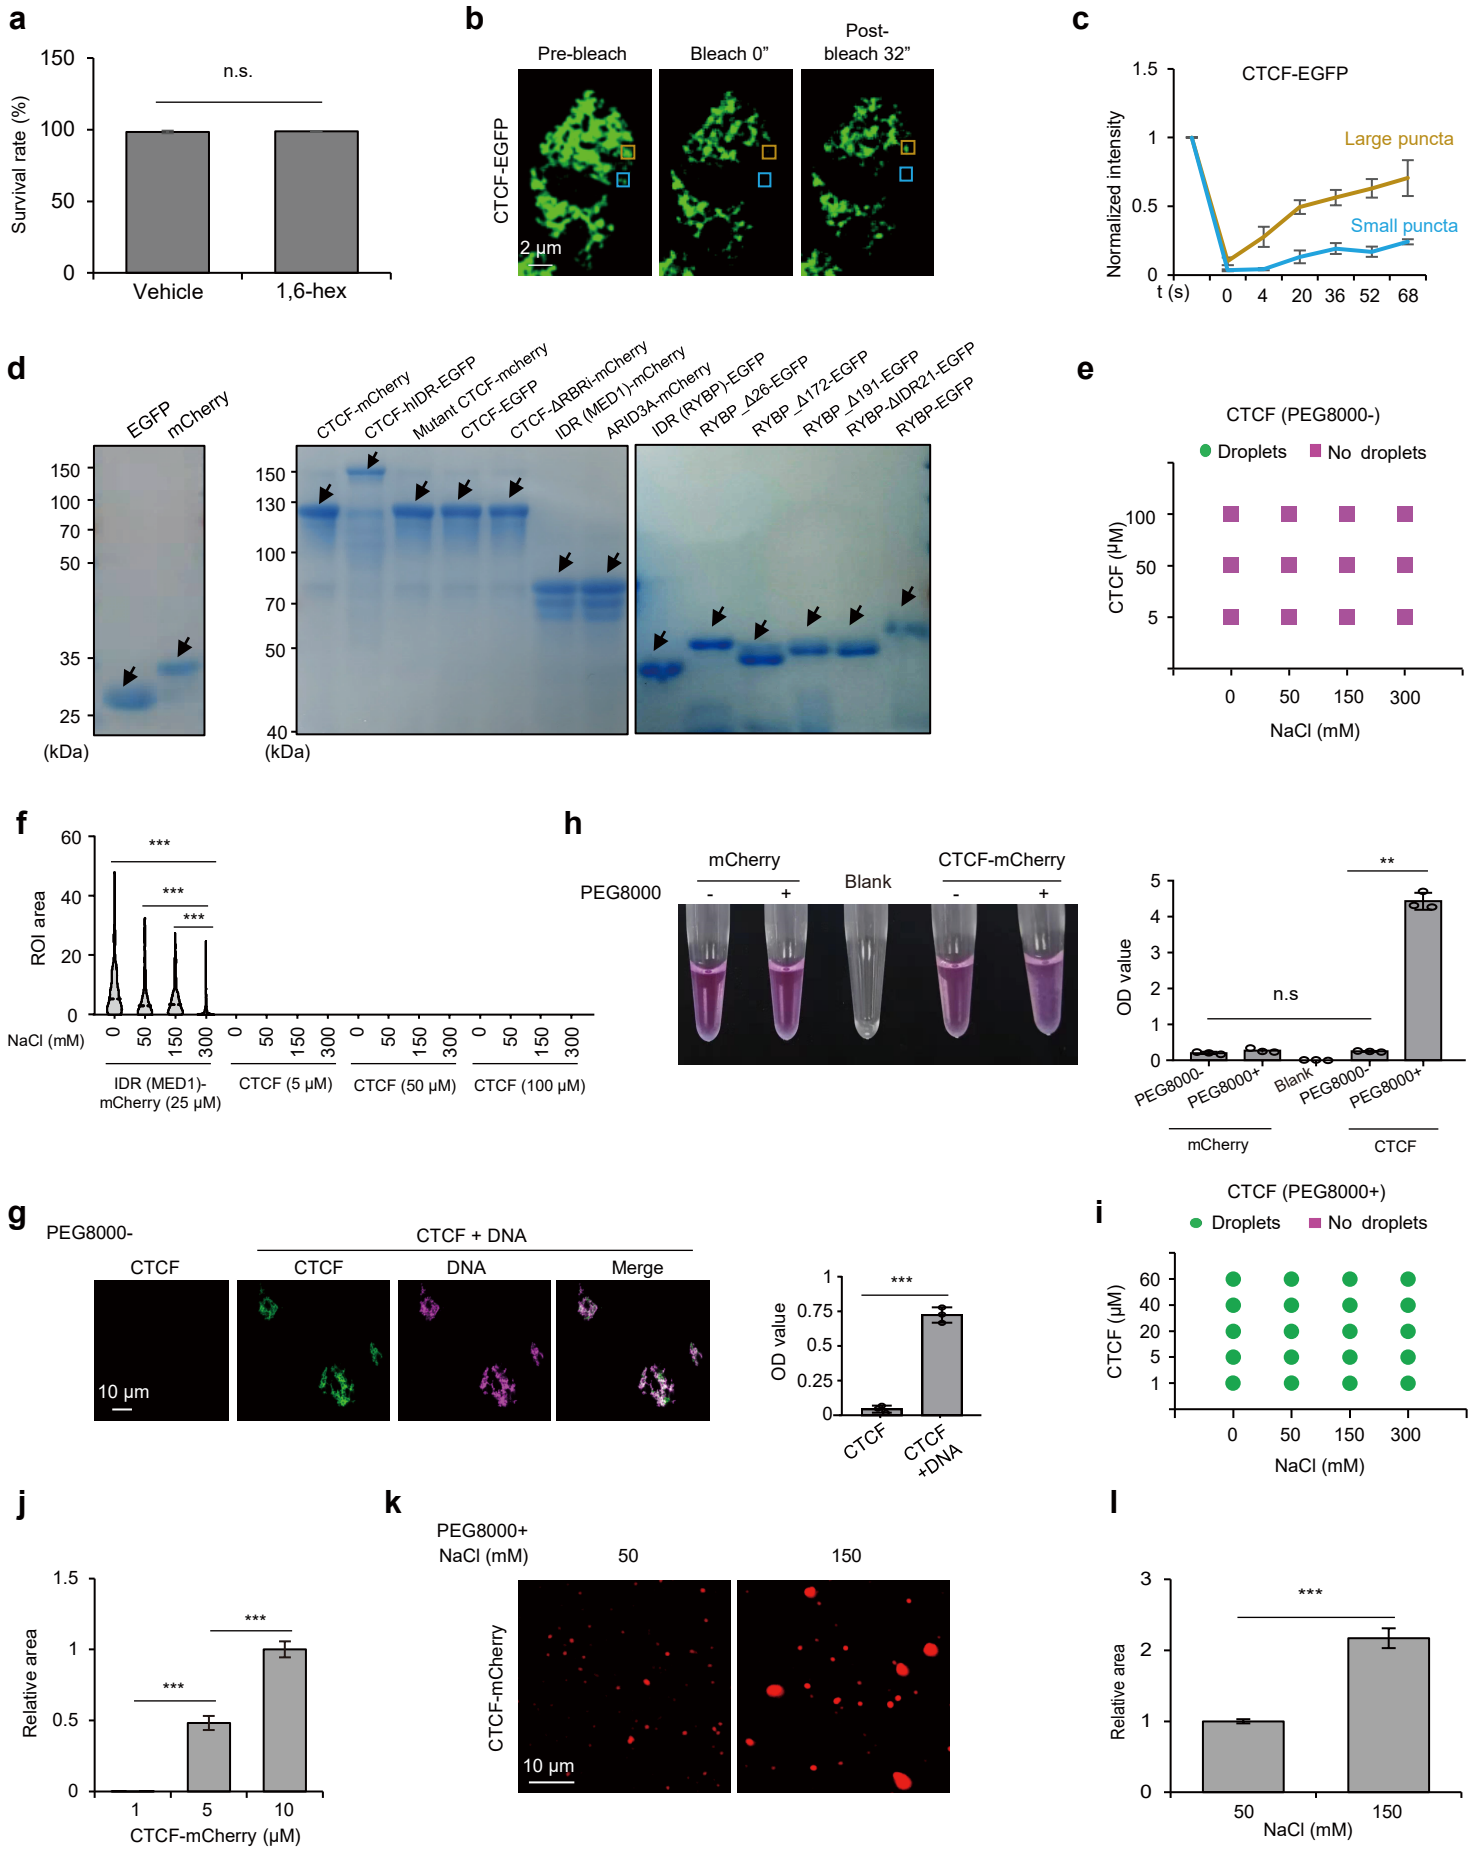 a
150
100
50
0
Survival rate (%)
n.s.
Vehicle
1,6-hex
b
Pre-bleach
Bleach 0”
Post-
bleach 32”
CTCF-EGFP
2 µm
c
CTCF-EGFP
1.5
1
0.5
0
Normalized intensity
Large puncta
Small puncta
t (s)
0 4 20 36 52 68
d
EGFP
mCherry
150
100
70
50
35
25
(kDa)
CTCF-mCherry
CTCF-hIDR-EGFP
Mutant CTCF-mcherry
CTCF-EGFP
CTCF-ΔRBRi-mCherry
IDR (MED1)-mCherry
ARID3A-mCherry
IDR (RYBP)-EGFP
RYBP_Δ26-EGFP
RYBP_Δ172-EGFP
RYBP_Δ191-EGFP
RYBP-ΔIDR21-EGFP
RYBP-EGFP
150
130
100
70
50
40
(kDa)
e
CTCF (PEG8000-)
Droplets No droplets
100
50
5
CTCF (µM)
0 50 150 300
NaCl (mM)
f
60
40
20
0
ROI area
***
***
***
NaCl (mM)
0 50 150 300 0 50 150 300 0 50 150 300 0 50 150 300
IDR (MED1)-
mCherry (25 µM)
CTCF (5 µM)
CTCF (50 µM)
CTCF (100 µM)
h
mCherry
Blank
CTCF-mCherry
PEG8000 - + - +
5
4
3
2
1
0
OD value
n.s
**
PEG8000-
PEG8000+
Blank
PEG8000-
PEG8000+
mCherry
CTCF
g
PEG8000-
CTCF + DNA
CTCF CTCF DNA Merge
10 µm
1
0.75
0.5
0.25
0
OD value
***
CTCF
CTCF
+DNA
i
CTCF (PEG8000+)
Droplets No droplets
60
40
20
5
1
CTCF (µM)
0 50 150 300
NaCl (mM)
j
1.5
1
0.5
0
Relative area
***
***
1 5 10
CTCF-mCherry (µM)
k
PEG8000+
NaCl (mM) 50 150
CTCF-mCherry
10 µm
l
3
2
1
0
Relative area
***
50 150
NaCl (mM)